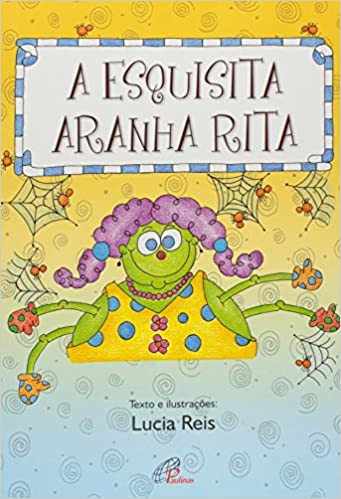 A ESQUISITA
ARANHA RITA
Texto e ilustrações:
Lucia Reis
Paulinas